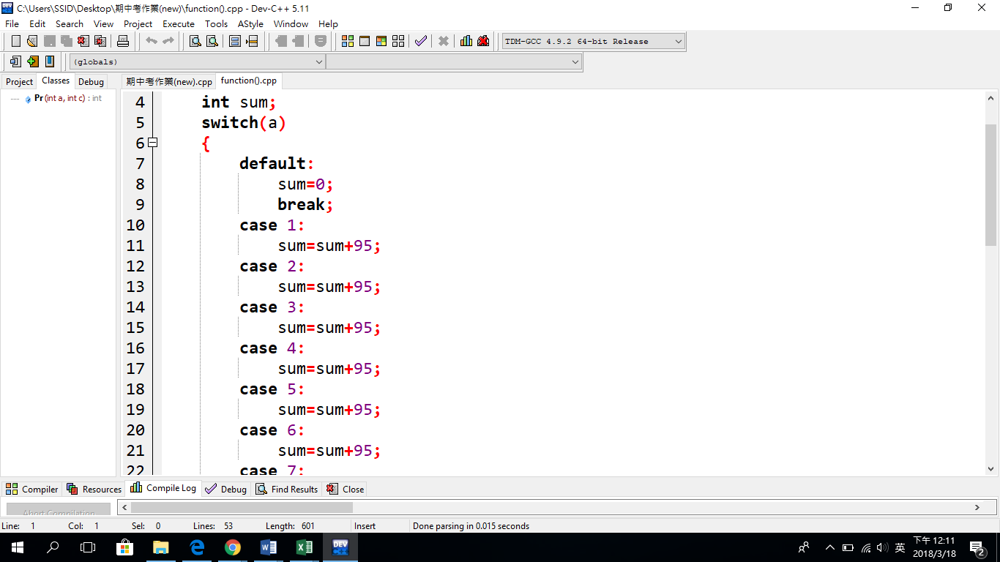 C:\Users\SSID\Desktop\期中考作業(new)\function().cpp - Dev-C++ 5.11
File Edit Search View Project Execute Tools AStyle Window Help
TDM-GCC 4.9.2 64-bit Release
(globals)
Project Classes Debug 期中考作業(new).cpp function().cpp
Pr (int a, int c) : int
4 int sum;
5 switch(a)
6 {
7 default:
8 sum=0;
9 break;
10 case 1:
11 sum=sum+95;
12 case 2:
13 sum=sum+95;
14 case 3:
15 sum=sum+95;
16 case 4:
17 sum=sum+95;
18 case 5:
19 sum=sum+95;
20 case 6:
21 sum=sum+95;
22 case 7:
Compiler Resources Compile Log Debug Find Results Close
Abort Compilation
Line: 1 Col: 1 Sel: 0 Lines: 53 Length: 601 Insert Done parsing in 0.015 seconds
DEV C++ 英 下午 12:11
2018/3/18 2